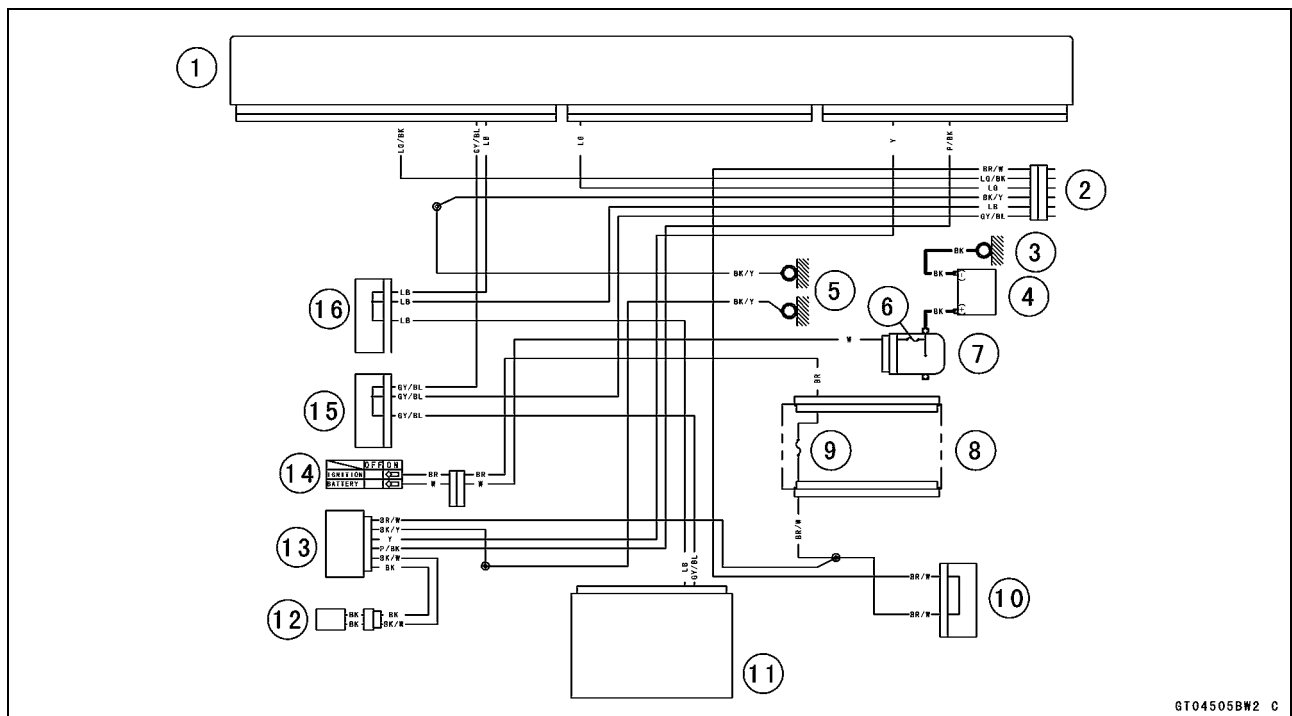 1
LG/BK
GY/BL
LB
LG
Y
P/BK
BR/W
LG/BK
LG
BK/Y
LB
GY/BL
2
BK
3
BK
(-)
4
(+)
BK
BK/Y
5
BK/Y
6
7
W
16
LB
LB
LB
BR
15
GY/BL
GY/BL
GY/BL
9
8
14
OFF ON
IGNITION
BATTERY
BR
W
BR
W
BR/W
13
BR/W
BK/Y
Y
P/BK
BK/W
BK
LB
GY/BL
BR/W
BR/W
10
12
BK
BK
BK
BK/W
11
GT04505BW2 C